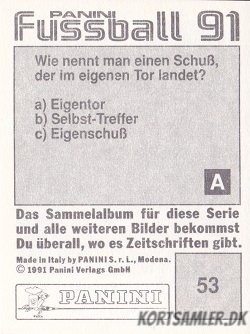 PANINI
Fussball 91
Wie nennt man einen Schuß,
der im eigenen Tor landet?
a) Eigentor
b) Selbst-Treffer
c) Eigenschuß
A
Das Sammelalbum für diese Serie
und alle weiteren Bilder bekommst
Du überall, wo es Zeitschriften gibt.
Made in Italy by PANINI S. r. L., Modena.
© 1991 Panini Verlags GmbH
PANINI
53
KORTSAMLER.DK